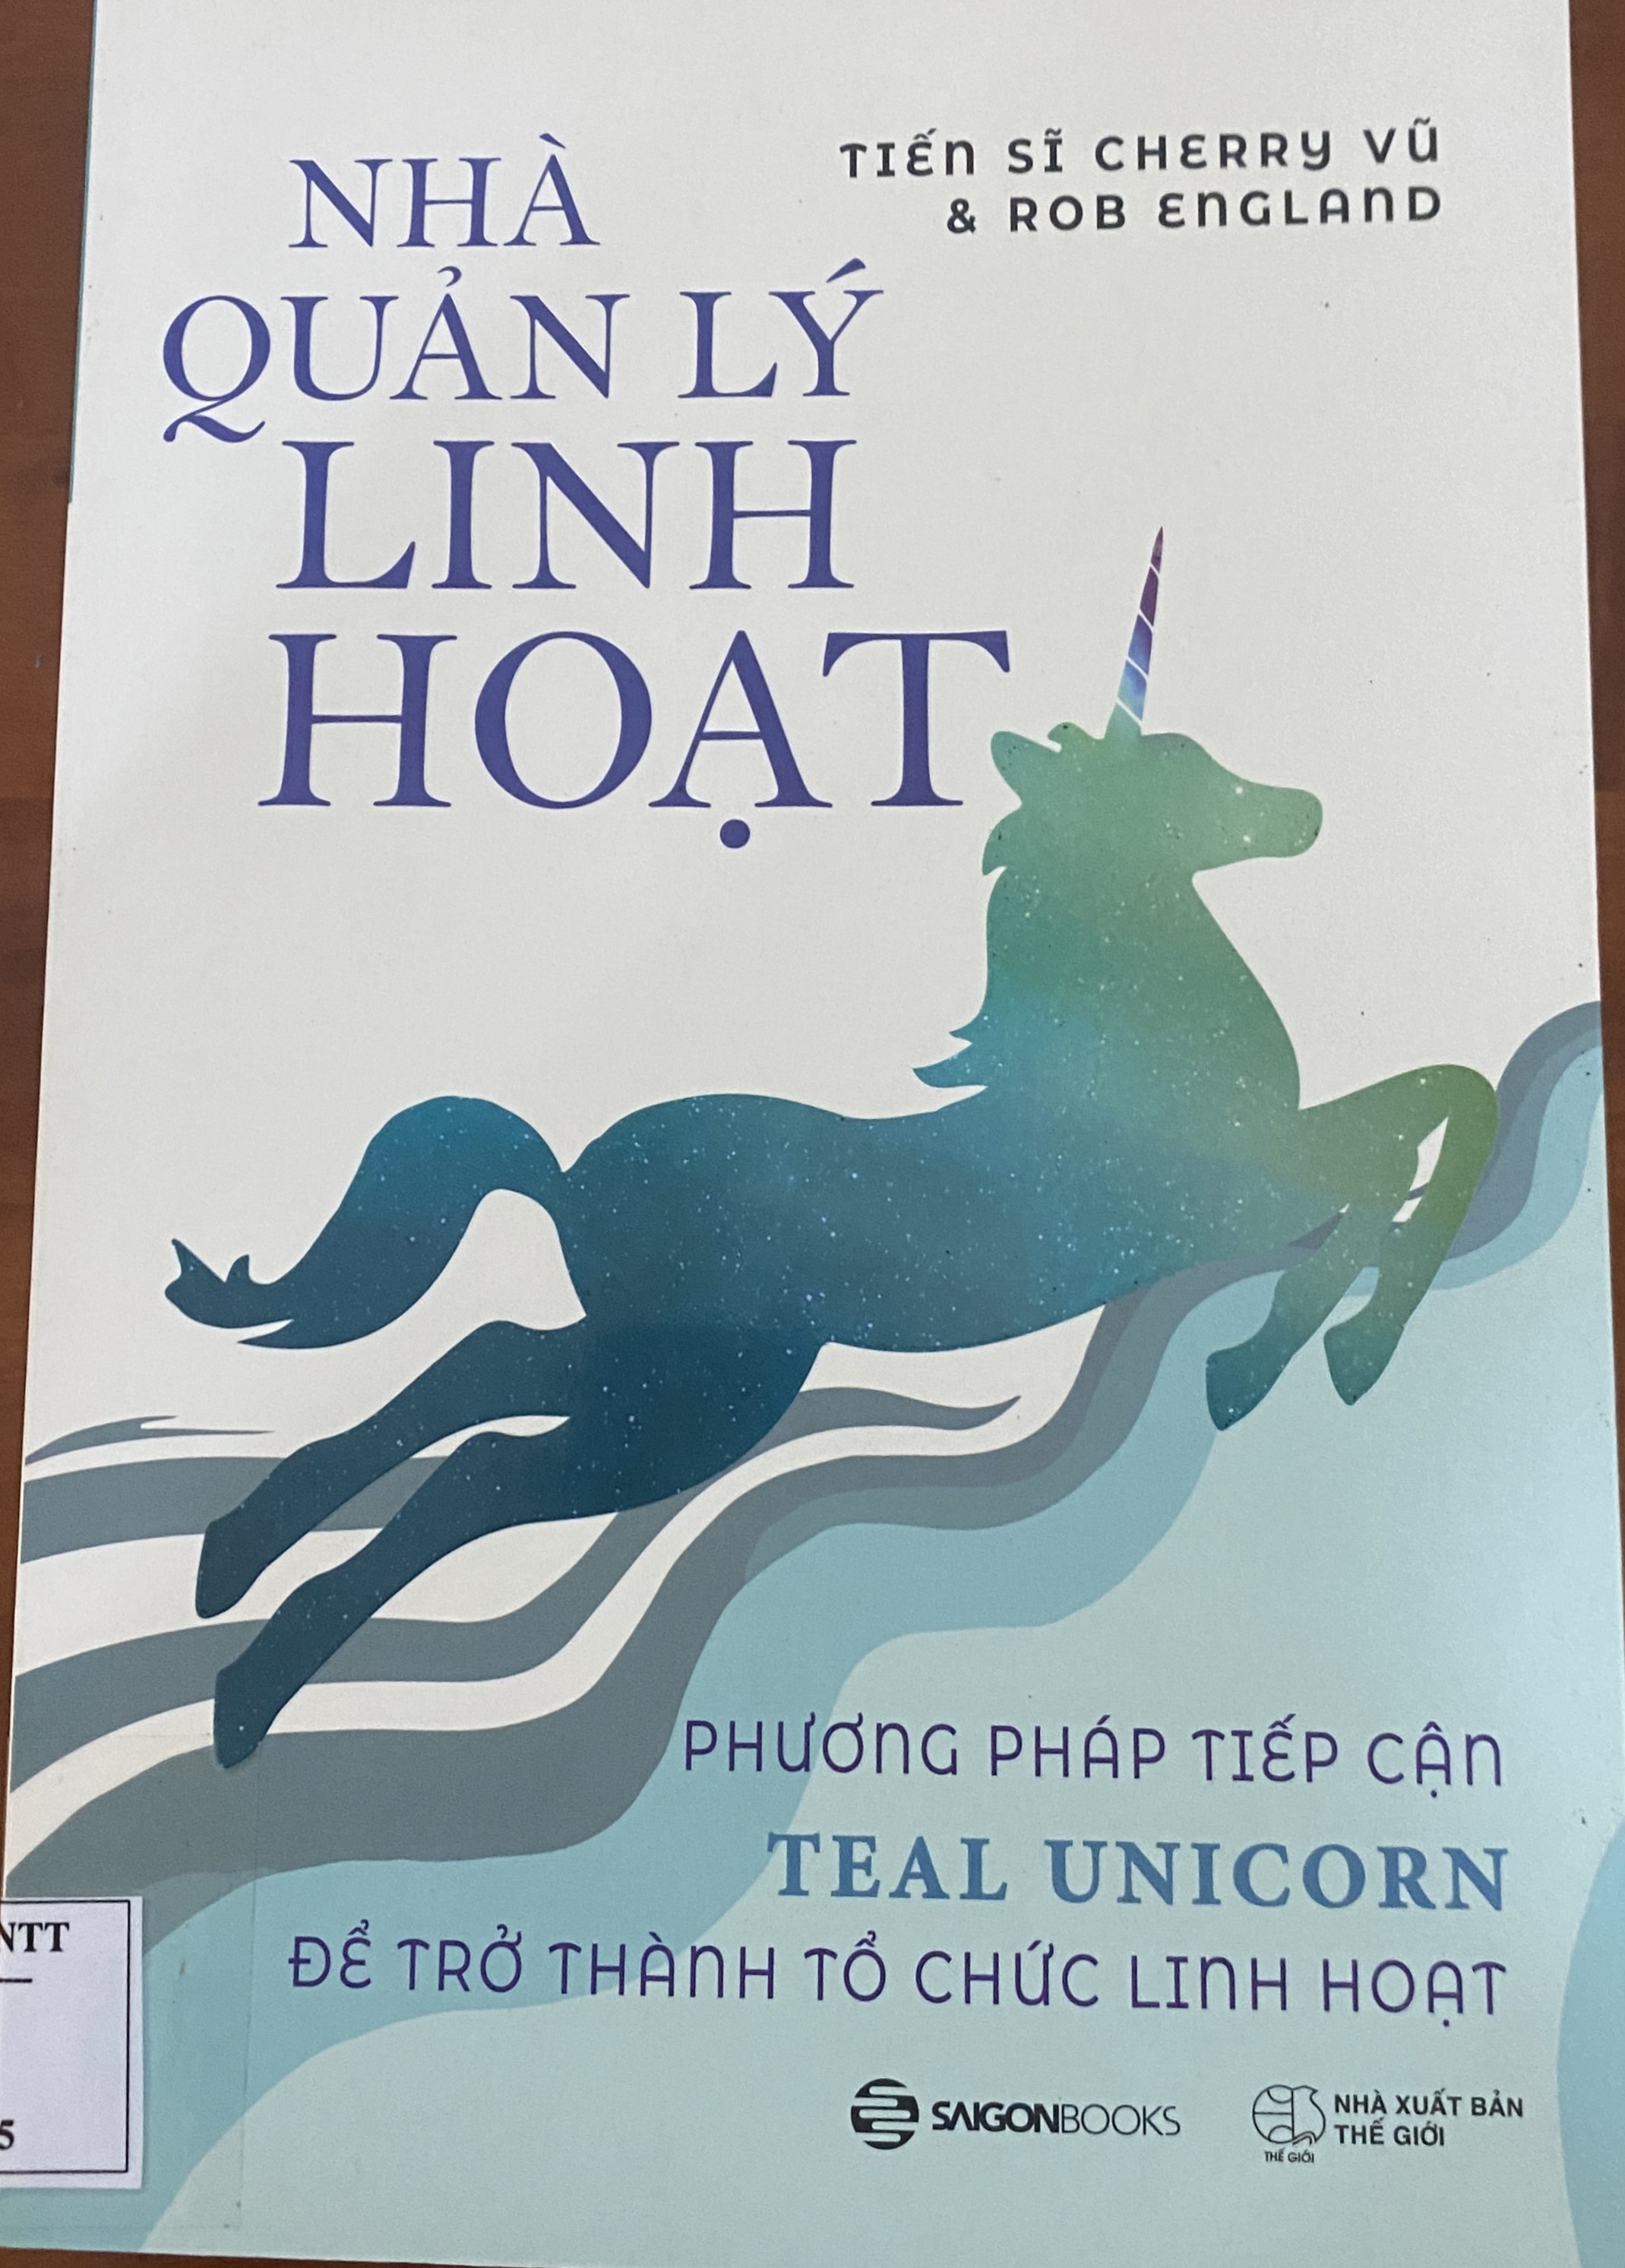 TIẾN SĨ CHERRY VŨ
& ROB ENGLAND
NHÀ
QUẢN LÝ
LINH
HOẠT
PHƯƠNG PHÁP TIẾP CẬN
TEAL UNICORN
ĐỂ TRỞ THÀNH TỔ CHỨC LINH HOẠT
SAIGONBOOKS
THẾ GIỚI
NHÀ XUẤT BẢN
THẾ GIỚI
NTT
5